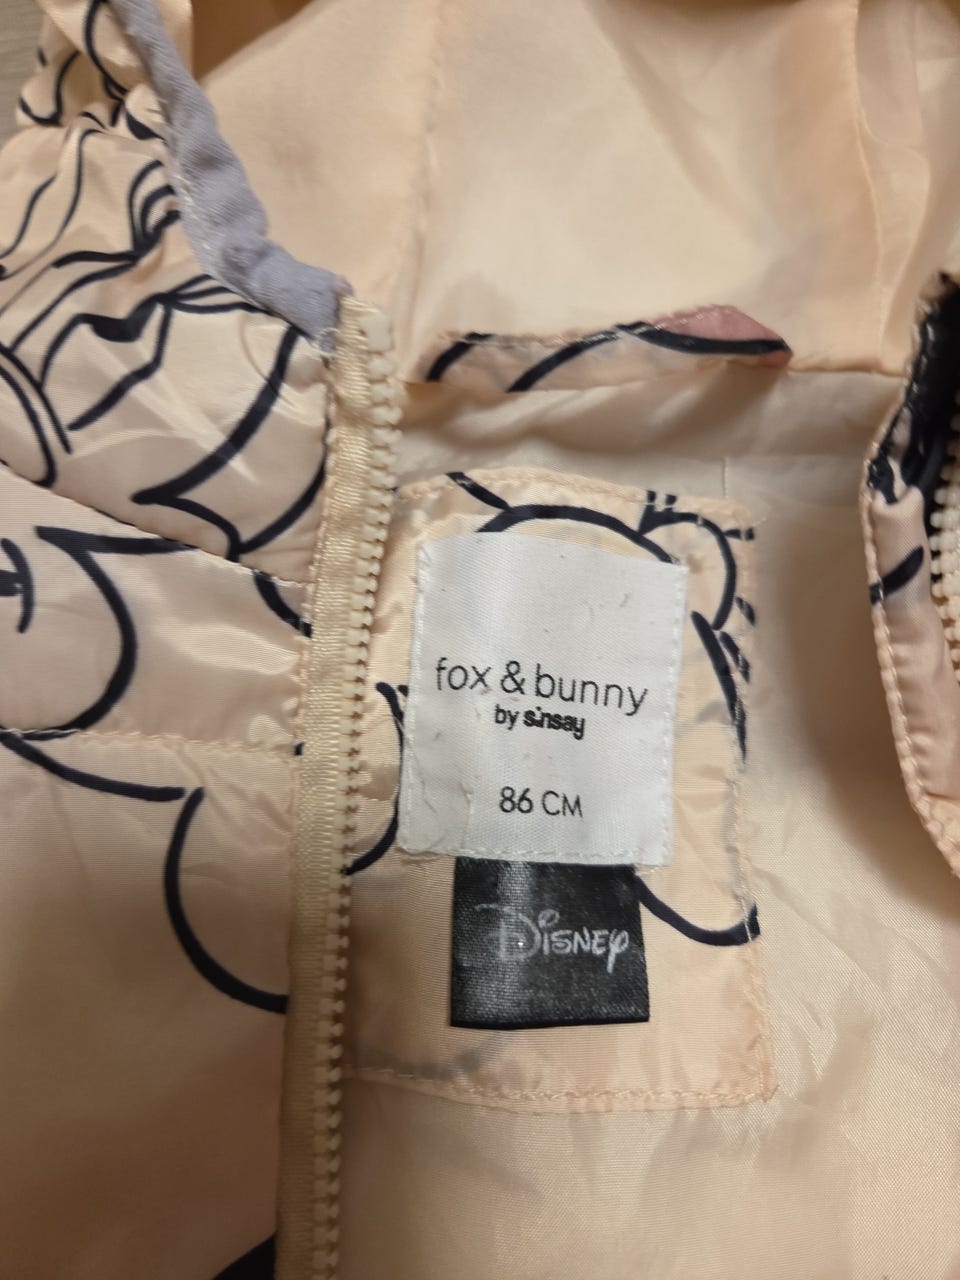 fox & bunny
by sinsay
86 CM
Disney